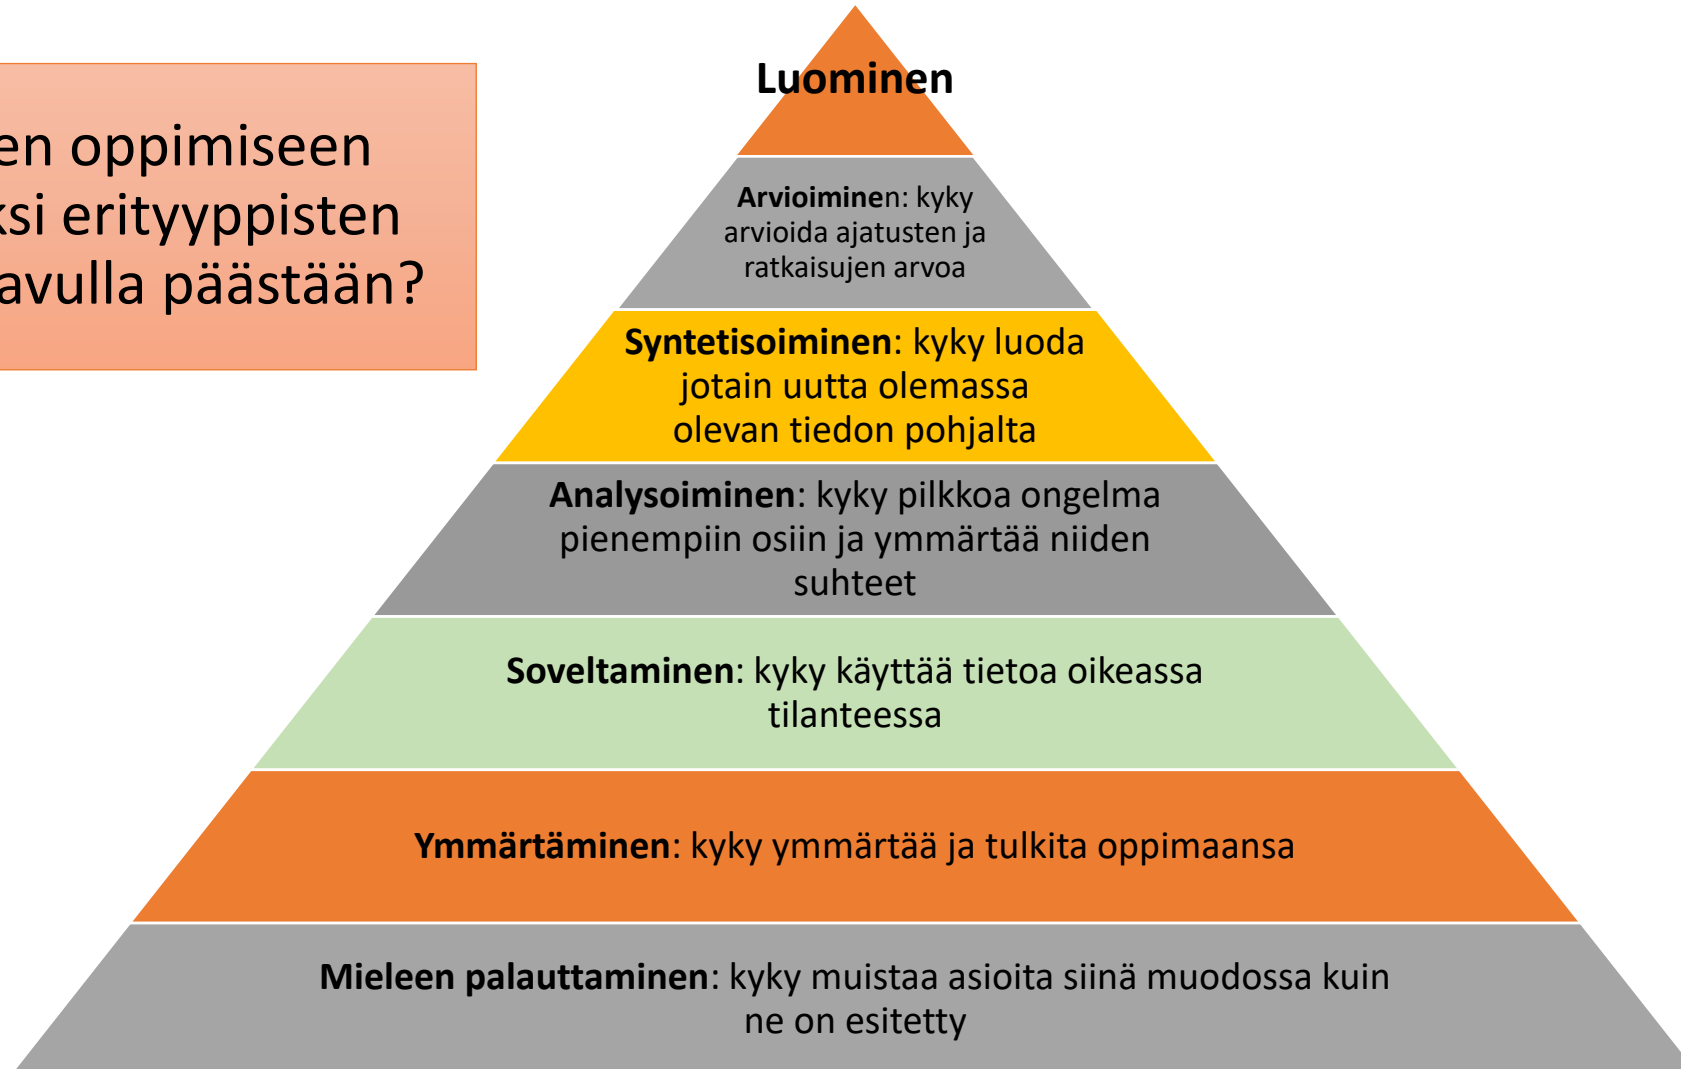 en oppimiseen
ksi erityyppisten
avulla päästään?
Luominen
Arvioiminen: kyky
arvioida ajatusten ja
ratkaisujen arvoa
Syntetisoiminen: kyky luoda
jotain uutta olemassa
olevan tiedon pohjalta
Analysoiminen: kyky pilkkoa ongelma
pienempiin osiin ja ymmärtää niiden
suhteet
Soveltaminen: kyky käyttää tietoa oikeassa
tilanteessa
Ymmärtäminen: kyky ymmärtää ja tulkita oppimaansa
Mieleen palauttaminen: kyky muistaa asioita siinä muodossa kuin
ne on esitetty